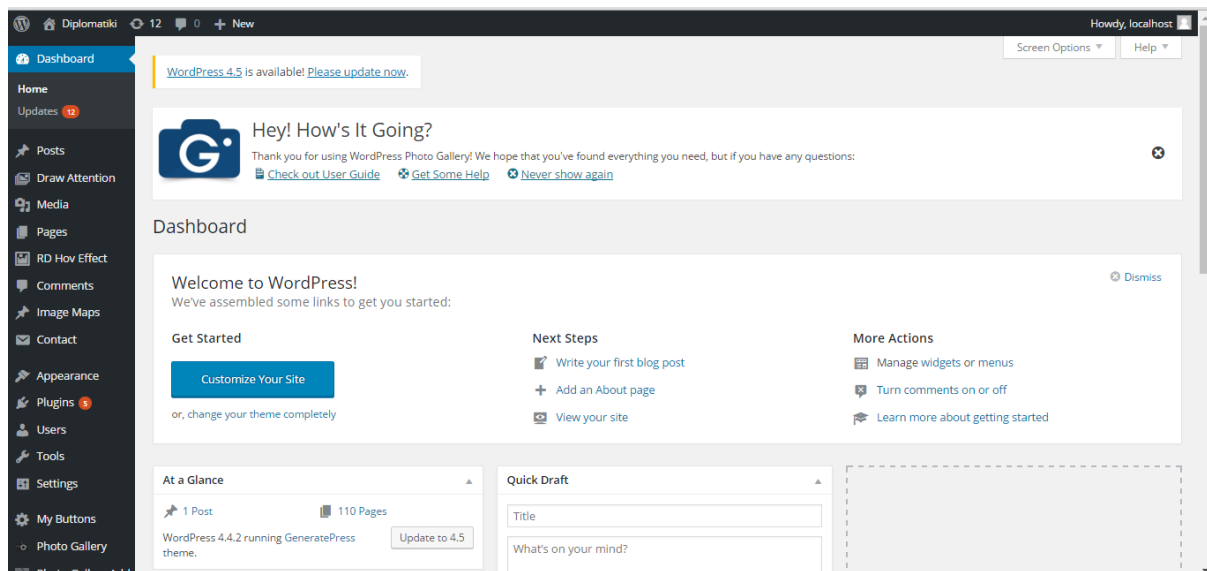 Diplomatiki 12 0 New Howdy, localhost
Screen Options Help
Dashboard
Home
Updates 12
Posts
Draw Attention
Media
Pages
RD Hov Effect
Comments
Image Maps
Contact
Appearance
Plugins 5
Users
Tools
Settings
My Buttons
Photo Gallery
WordPress 4.5 is available! Please update now.
G
Hey! How's It Going?
Thank you for using WordPress Photo Gallery! We hope that you've found everything you need, but if you have any questions:
Check out User Guide Get Some Help Never show again
Dashboard
Welcome to WordPress!
Dismiss
We've assembled some links to get you started:
Get Started
Customize Your Site
or, change your theme completely
Next Steps
Write your first blog post
Add an About page
View your site
More Actions
Manage widgets or menus
Turn comments on or off
Learn more about getting started
At a Glance
1 Post 110 Pages
WordPress 4.4.2 running GeneratePress
theme.
Update to 4.5
Quick Draft
Title
What's on your mind?